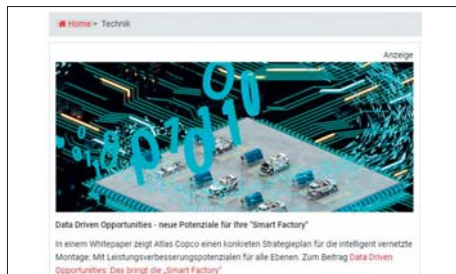 Home > Technik
Anzeige
Data Driven Opportunities - neue Potenziale für Ihre "Smart Factory"
In einem Whitepaper zeigt Atlas Copco einen konkreten Strategieplan für die intelligent vernetzte
Montage: Mit Leistungsverbesserungspotenzialen für alle Ebenen. Zum Beitrag Data Driven
Opportunities: Das bringt die „Smart Factory"